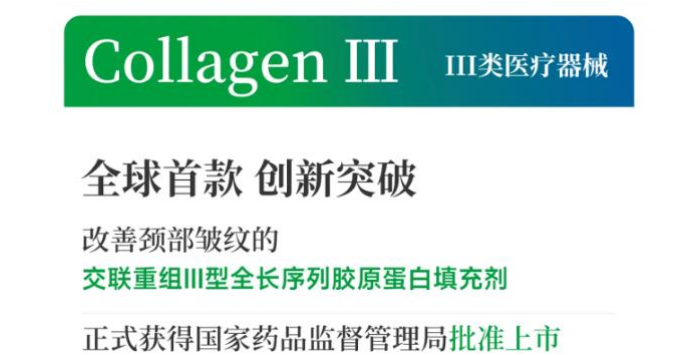 Collagen III III类医疗器械
全球首款 创新突破
改善颈部皱纹的
交联重组III型全长序列胶原蛋白填充剂
正式获得国家药品监督管理局批准上市